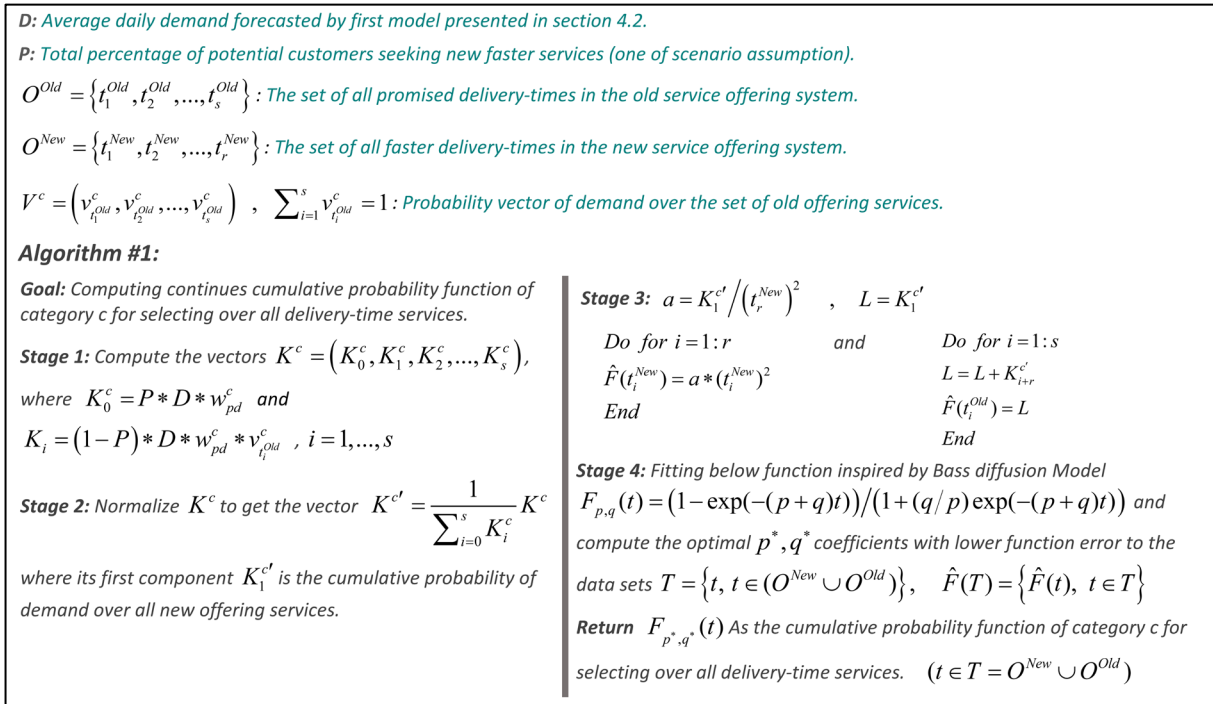 D: Average daily demand forecasted by first model presented in section 4.2.
P: Total percentage of potential customers seeking new faster services (one of scenario assumption).
O^{Old} = {t_1^{Old}, t_2^{Old}, ..., t_s^{Old}} : The set of all promised delivery-times in the old service offering system.
O^{New} = {t_1^{New}, t_2^{New}, ..., t_r^{New}} : The set of all faster delivery-times in the new service offering system.
V^c = (v^c_{t_1^{Old}}, v^c_{t_2^{Old}}, ..., v^c_{t_s^{Old}}) , ∑_{i=1}^{s} v^c_{t_i^{Old}} = 1 : Probability vector of demand over the set of old offering services.
Algorithm #1:
Goal: Computing continues cumulative probability function of
category c for selecting over all delivery-time services.
Stage 1: Compute the vectors K^c = (K_0^c, K_1^c, K_2^c, ..., K_s^c),
where K_0^c = P * D * w_{pd}^c and
K_i = (1 − P) * D * w_{pd}^c * v^c_{t_i^{Old}} , i = 1,...,s
Stage 2: Normalize K^c to get the vector K^{c'} = \frac{1}{∑_{i=0}^{s} K_i^c} K^c
where its first component K_1^{c'} is the cumulative probability of
demand over all new offering services.
Stage 3: a = K_1^{c'} / (t_r^{New})^2 , L = K_1^{c'}
Do for i = 1 : r and Do for i = 1 : s
F̂(t_i^{New}) = a * (t_i^{New})^2 L = L + K_{i+r}^{c'}
End F̂(t_i^{Old}) = L
End
Stage 4: Fitting below function inspired by Bass diffusion Model
F_{p,q}(t) = (1 − exp(−(p + q)t)) / (1 + (q / p) exp(−(p + q)t)) and
compute the optimal p^*, q^* coefficients with lower function error to the
data sets T = {t, t ∈ (O^{New} ∪ O^{Old})}, F̂(T) = {F̂(t), t ∈ T}
Return F_{p^*,q^*}(t) As the cumulative probability function of category c for
selecting over all delivery-time services. (t ∈ T = O^{New} ∪ O^{Old})